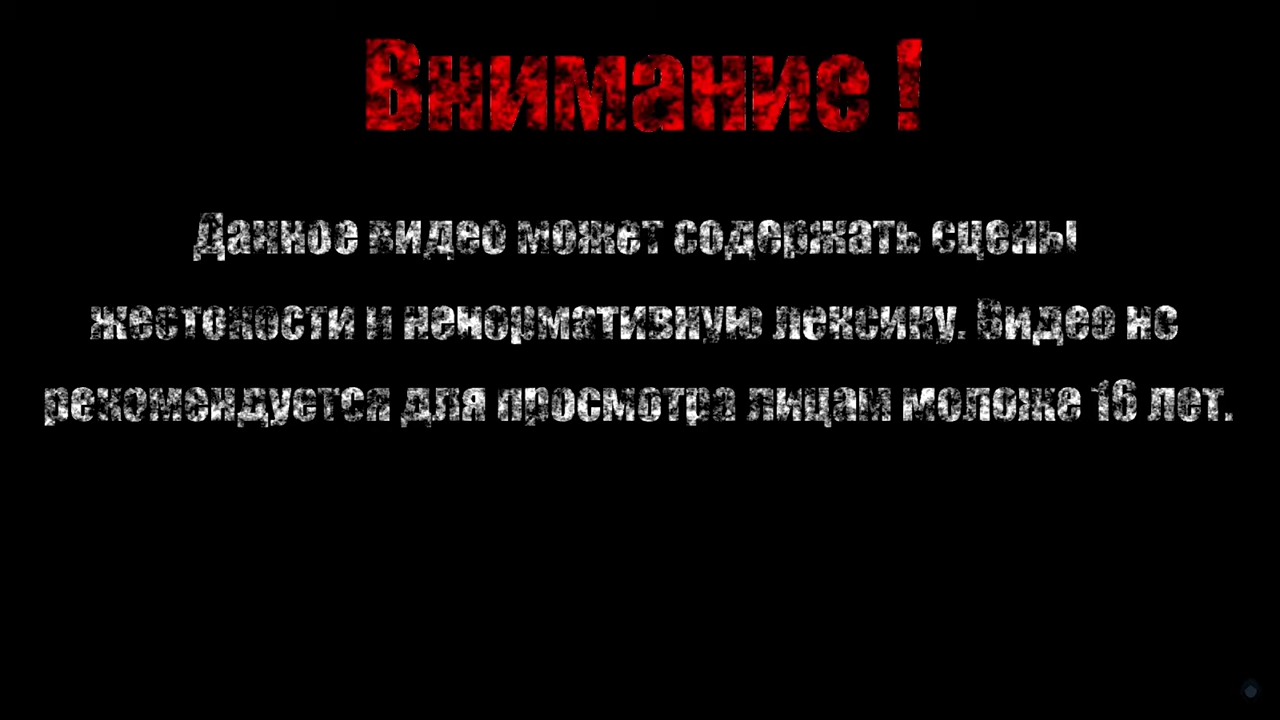 Внимание !
Данное видео может содержать сцены
жестокости и ненормативную лексику. Видео не
рекомендуется для просмотра лицам моложе 16 лет.